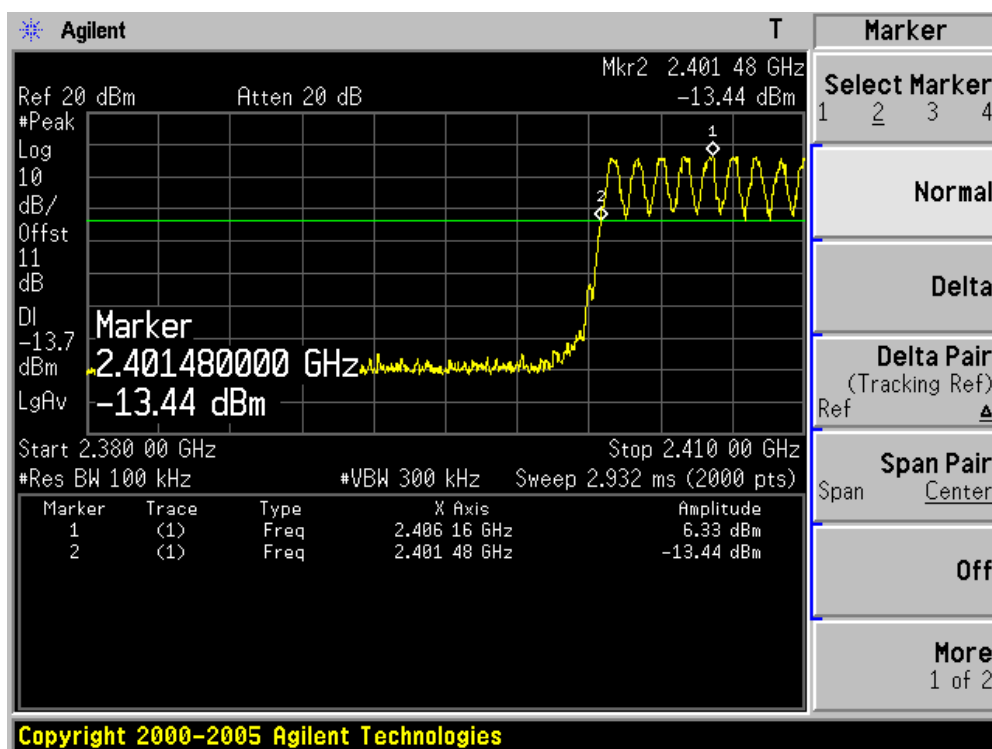 Agilent T
Mkr2 2.401 48 GHz
Ref 20 dBm Atten 20 dB -13.44 dBm
#Peak
Log
10
dB/
Offst
11
dB
DI
-13.7
dBm
LgAv
1
2
Marker
2.401480000 GHz
-13.44 dBm
Start 2.380 00 GHz Stop 2.410 00 GHz
#Res BW 100 kHz #VBW 300 kHz Sweep 2.932 ms (2000 pts)
Marker Trace Type X Axis Amplitude
1 (1) Freq 2.406 16 GHz 6.33 dBm
2 (1) Freq 2.401 48 GHz -13.44 dBm
Marker
Select Marker
1 2 3 4
Normal
Delta
Delta Pair
(Tracking Ref)
Ref Δ
Span Pair
Span Center
Off
More
1 of 2
Copyright 2000-2005 Agilent Technologies